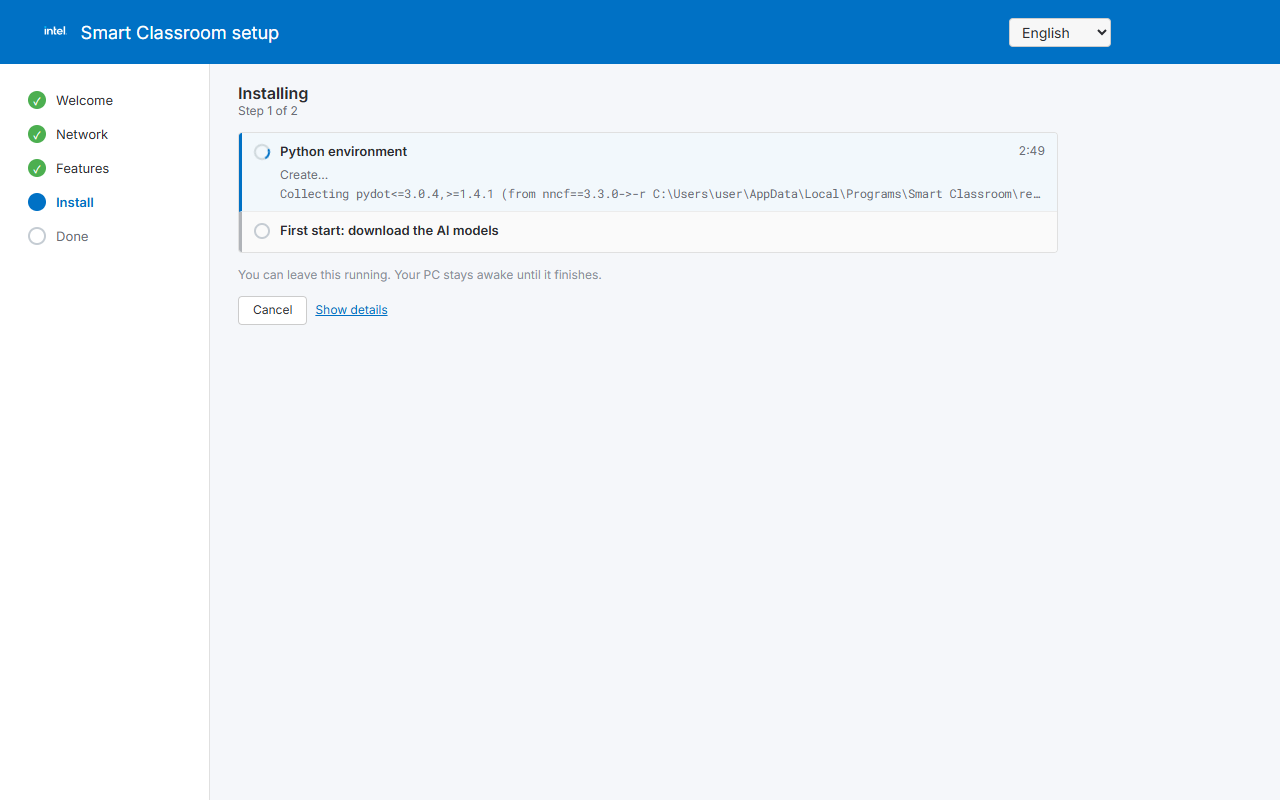 intel
Smart Classroom setup
English
Welcome
Network
Features
Install
Done
Installing
Step 1 of 2
Python environment
2:49
Create...
Collecting pydot<=3.0.4,>=1.4.1 (from nncf==3.3.0->-r C:\Users\user\AppData\Local\Programs\Smart Classroom\re…
First start: download the AI models
You can leave this running. Your PC stays awake until it finishes.
Cancel
Show details